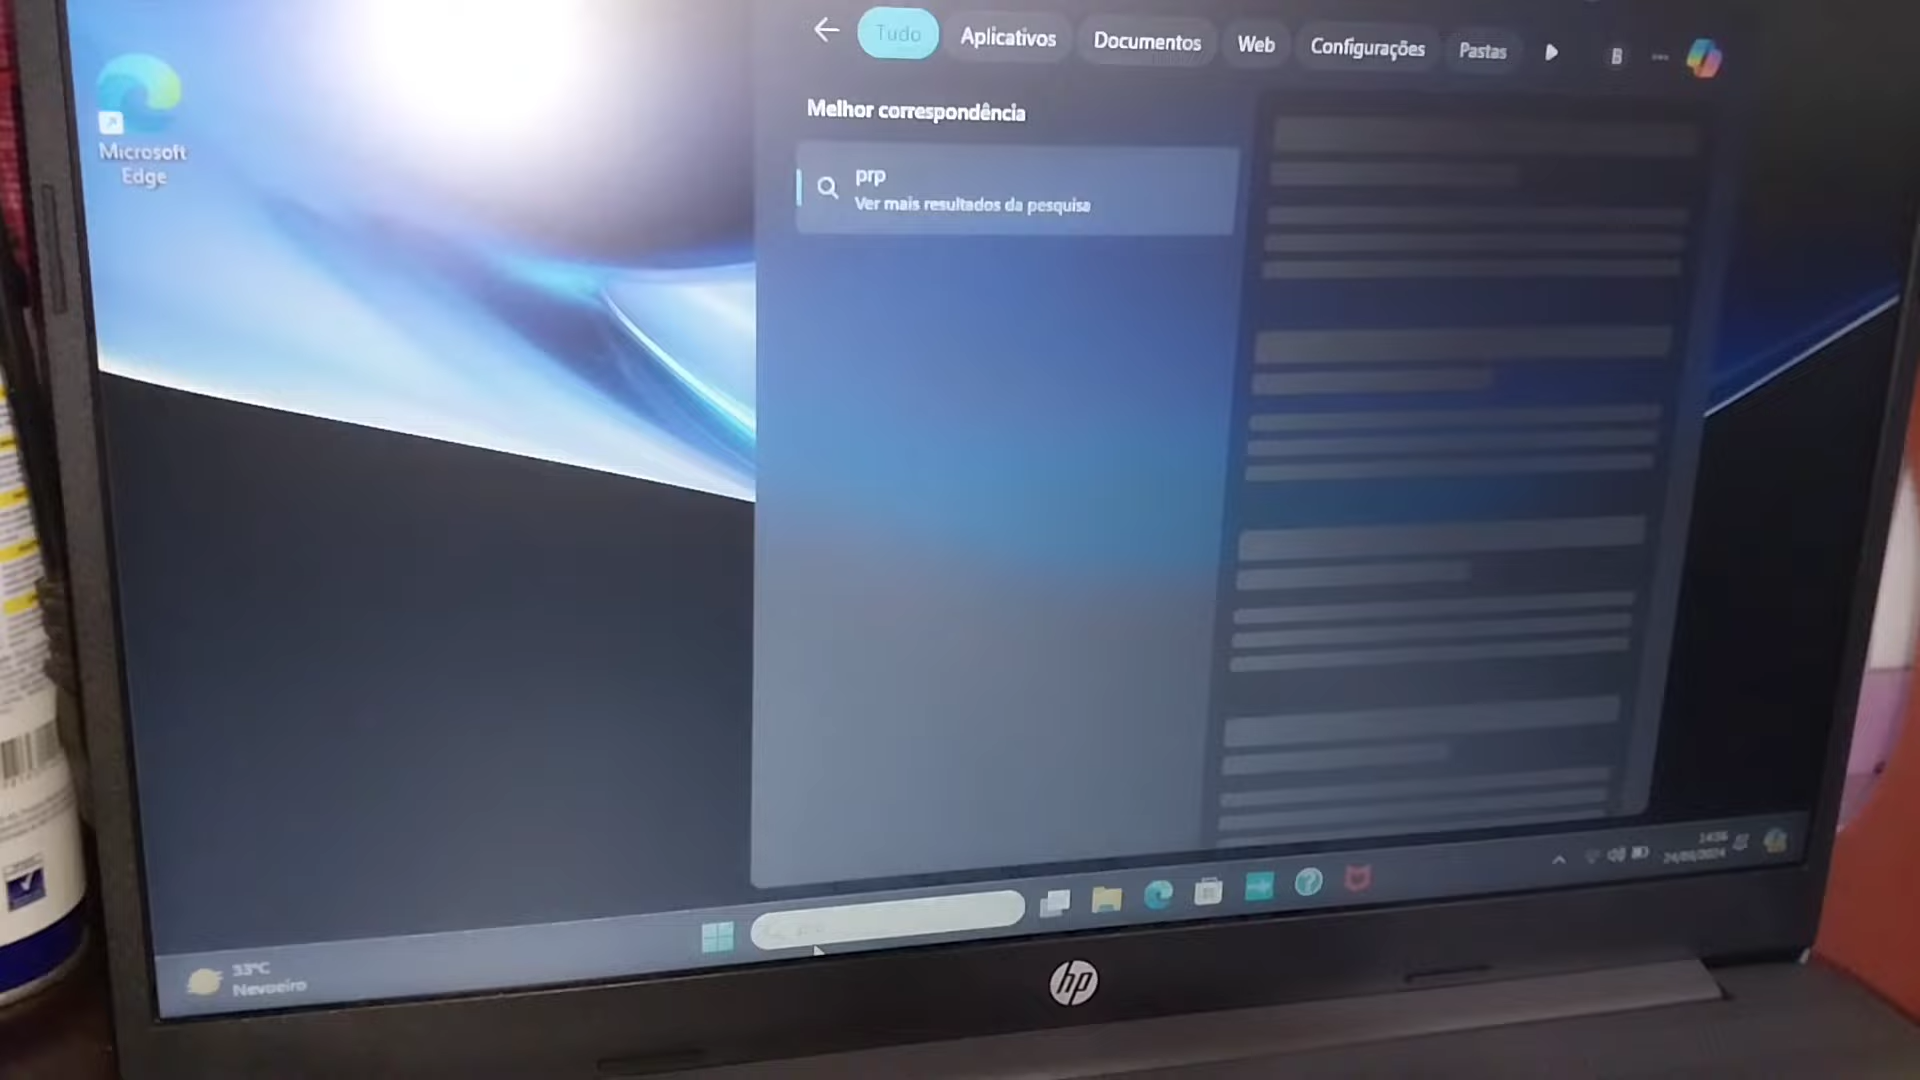 Tudo
Aplicativos
Documentos
Web
Configurações
Pastas
B
Melhor correspondência
prp
Ver mais resultados da pesquisa
Microsoft
Edge
33°C
Nevoeiro
hp